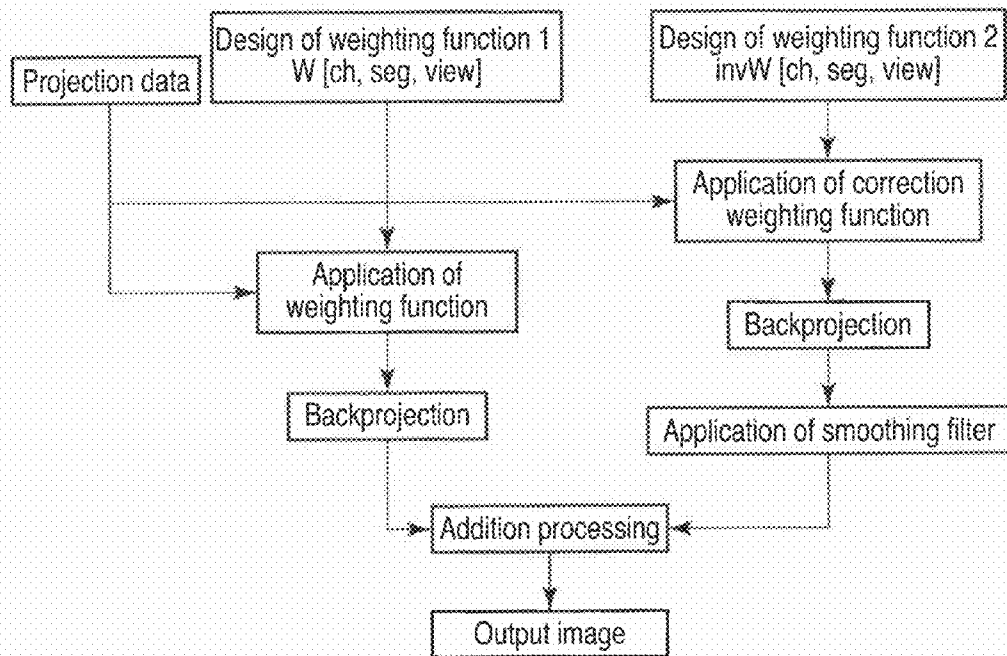 Design of weighting function 1
W [ch, seg, view]
Design of weighting function 2
invW [ch, seg, view]
Projection data
Application of correction
weighting function
Application of
weighting function
Backprojection
Backprojection
Application of smoothing filter
Addition processing
Output image